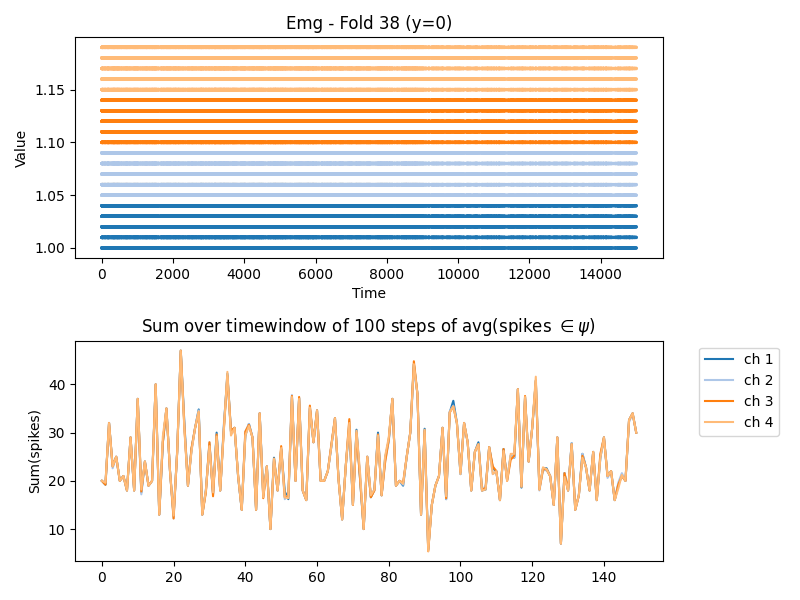 Emg - Fold 38 (y=0)
Value
1.15
1.10
1.05
1.00
0 2000 4000 6000 8000 10000 12000 14000
Time
Sum over timewindow of 100 steps of avg(spikes ∈ψ)
Sum(spikes)
40
30
20
10
0 20 40 60 80 100 120 140
ch 1
ch 2
ch 3
ch 4